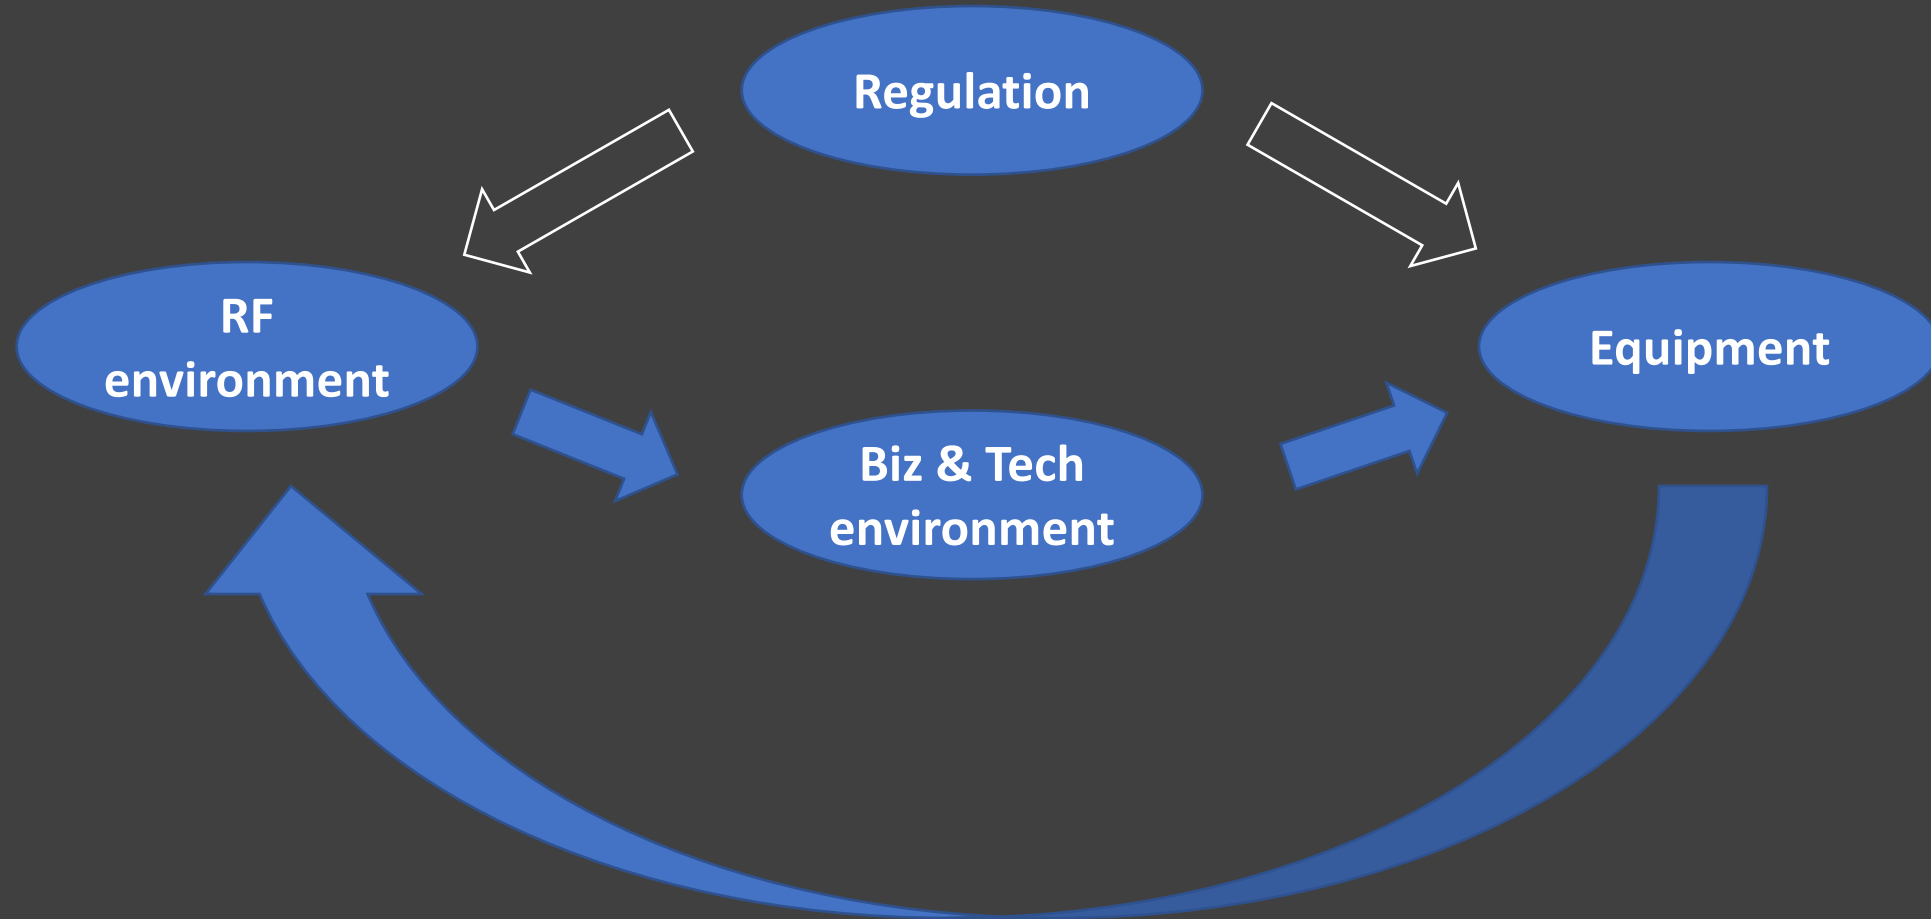 Regulation
RF
environment
Equipment
Biz & Tech
environment